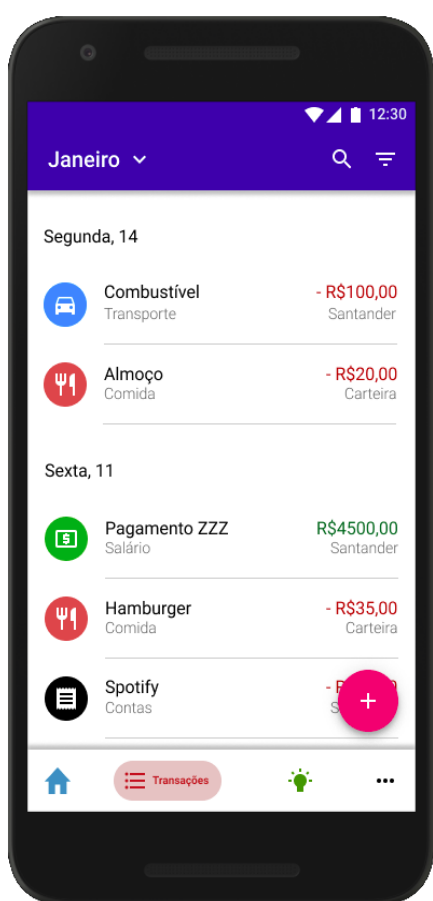 12:30
Janeiro
Segunda, 14
Combustível - R$100,00
Transporte Santander
Almoço - R$20,00
Comida Carteira
Sexta, 11
Pagamento ZZZ R$4500,00
Salário Santander
Hamburger - R$35,00
Comida Carteira
Spotify
Contas
Transações